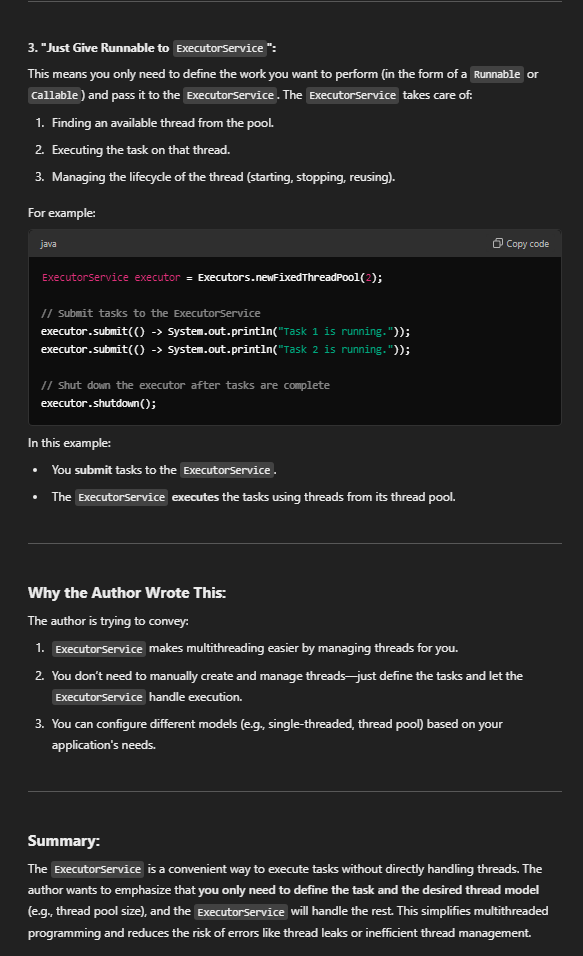 3. "Just Give Runnable to ExecutorService":
This means you only need to define the work you want to perform (in the form of a Runnable or
Callable) and pass it to the ExecutorService. The ExecutorService takes care of:
1. Finding an available thread from the pool.
2. Executing the task on that thread.
3. Managing the lifecycle of the thread (starting, stopping, reusing).
For example:
java
Copy code
ExecutorService executor = Executors.newFixedThreadPool(2);
// Submit tasks to the ExecutorService
executor.submit(() -> System.out.println("Task 1 is running."));
executor.submit(() -> System.out.println("Task 2 is running."));
// Shut down the executor after tasks are complete
executor.shutdown();
In this example:
• You submit tasks to the ExecutorService.
• The ExecutorService executes the tasks using threads from its thread pool.
Why the Author Wrote This:
The author is trying to convey:
1. ExecutorService makes multithreading easier by managing threads for you.
2. You don't need to manually create and manage threads—just define the tasks and let the
ExecutorService handle execution.
3. You can configure different models (e.g., single-threaded, thread pool) based on your
application's needs.
Summary:
The ExecutorService is a convenient way to execute tasks without directly handling threads. The
author wants to emphasize that you only need to define the task and the desired thread model
(e.g., thread pool size), and the ExecutorService will handle the rest. This simplifies multithreaded
programming and reduces the risk of errors like thread leaks or inefficient thread management.